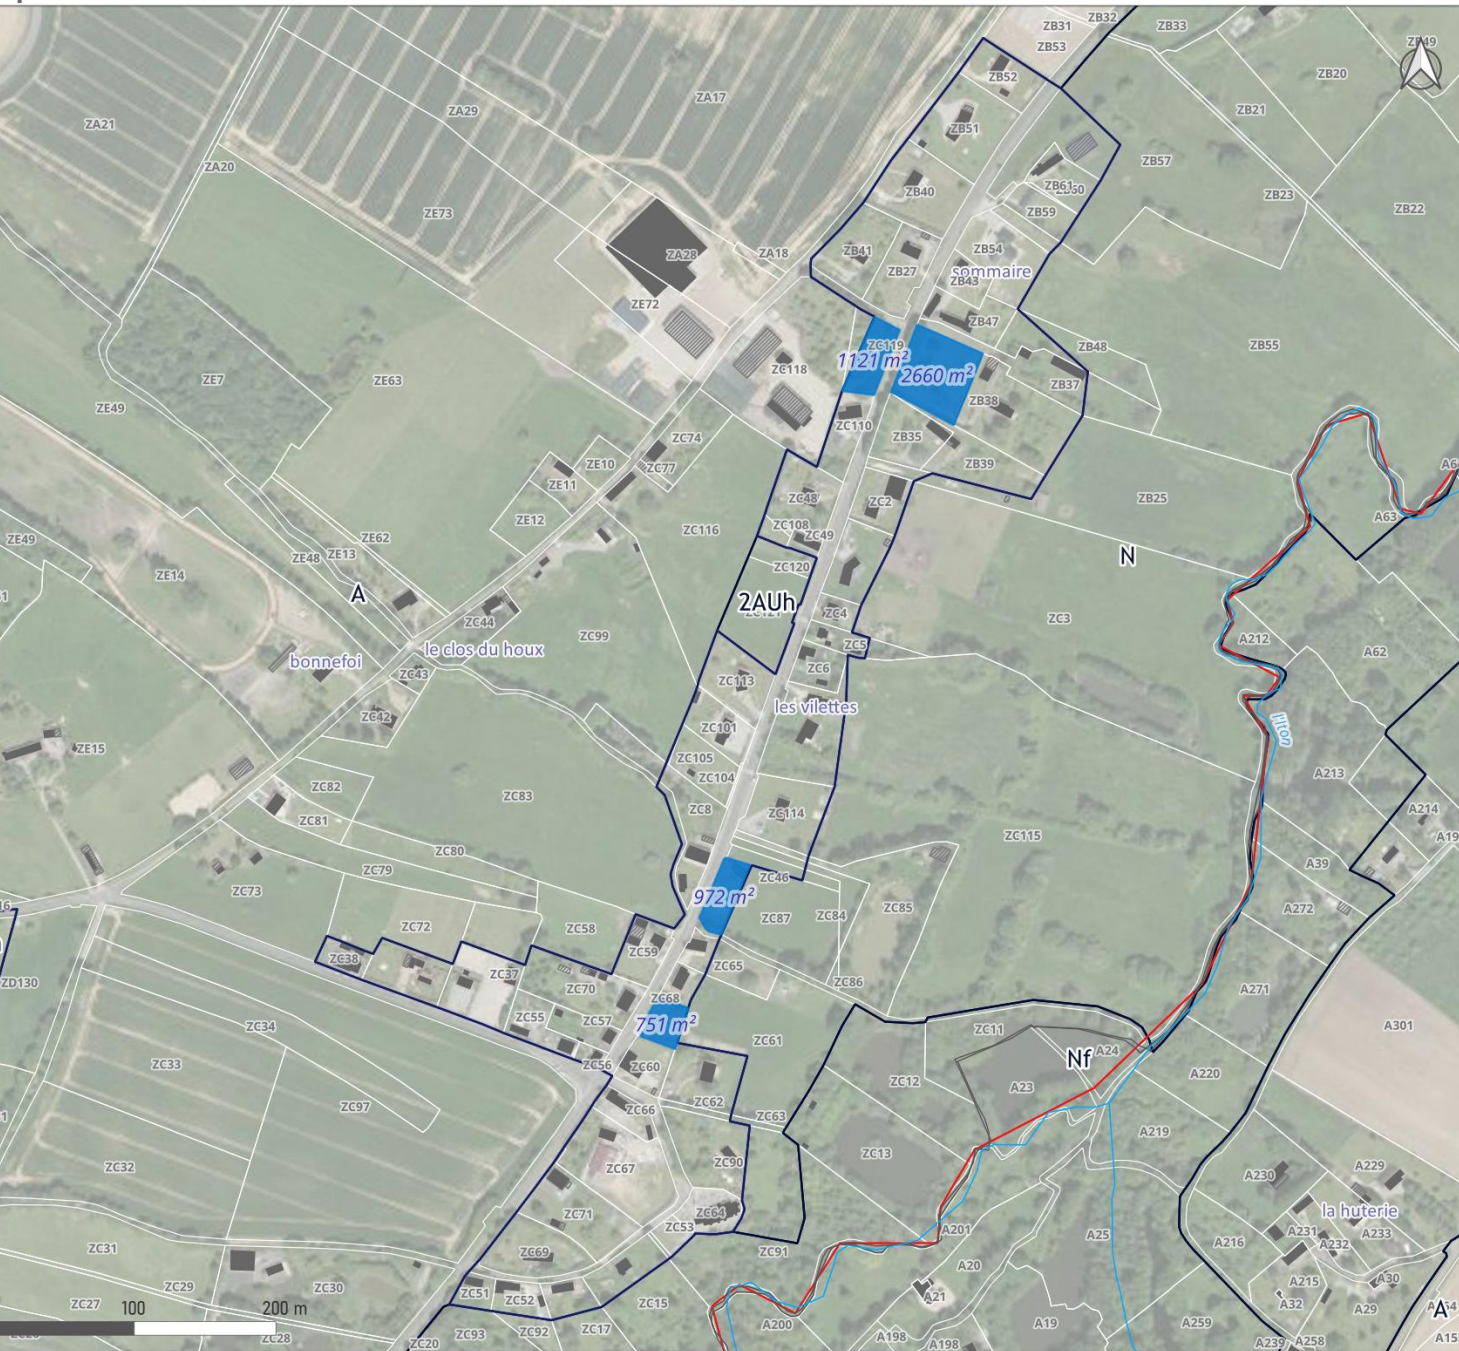 ZB31
ZB32
ZB33
ZB53
ZB49
ZB52
ZB20
ZA17
ZA29
ZB21
ZA21
ZB51
ZB57
ZA20
ZB40
ZB61
ZB23
ZB22
ZE73
ZB59
ZB41
ZB54
ZA28
ZA18
ZB27
sommaire
ZB43
ZE72
ZB47
ZC119
ZB48
ZB55
1121 m²
2660 m²
ZC118
ZE7
ZE63
ZB37
ZE49
ZB38
ZC110
ZC74
ZB35
ZE10
ZC77
ZB39
ZE11
ZC48
ZC2
ZB25
ZE12
A63
ZC116
ZC108
ZC49
ZE49
ZE62
ZE48
ZE13
N
ZE14
ZC120
A
2AUh
ZC4
ZC3
ZC44
ZC99
ZC5
A212
A62
le clos du houx
bonnefoi
ZC6
ZC43
ZC113
les vilettes
ZC42
ZC101
l'Iton
ZE15
ZC105
ZC104
A213
ZC82
ZC83
ZC8
ZC114
A214
ZC81
ZC115
ZC80
A39
ZC79
ZC46
ZC73
972 m²
ZC87
ZC84
ZC85
A272
ZC72
ZC58
ZC59
ZC38
ZC65
ZC37
ZD130
ZC70
ZC86
A271
ZC68
ZC55
ZC57
751 m²
ZC34
ZC61
ZC11
A301
A24
Nf
ZC33
ZC56
ZC60
A220
ZC12
A23
ZC62
ZC97
ZC66
ZC63
A219
ZC13
ZC32
ZC67
ZC90
A230
A229
ZC71
ZC64
la huterie
ZC53
A201
A25
A231
A233
A232
A216
ZC31
ZC69
ZC91
A20
ZC29
ZC30
A215
A30
ZC51
ZC52
A21
ZC27
ZC15
A32
A29
A
100
200 m
A200
A19
A259
ZC28
ZC20
ZC93
ZC92
ZC17
A198
A198
A239
A258